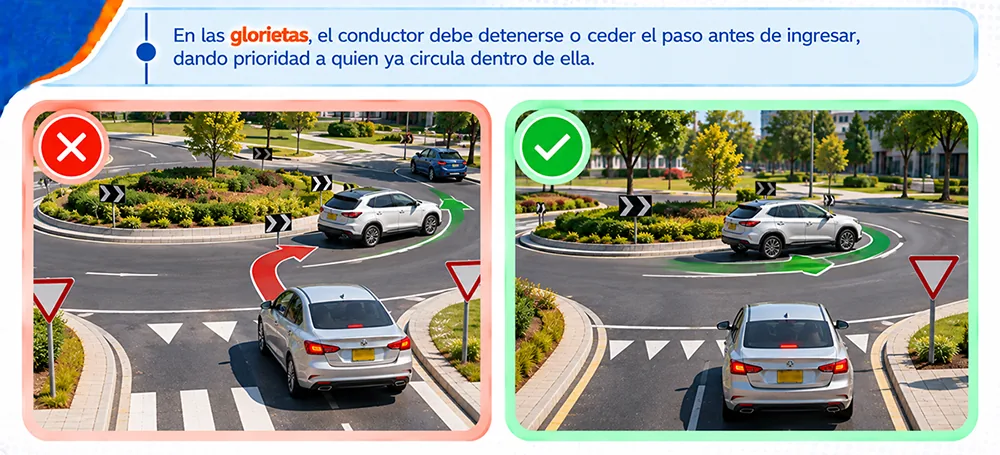 En las glorietas, el conductor debe detenerse o ceder el paso antes de ingresar,
dando prioridad a quien ya circula dentro de ella.